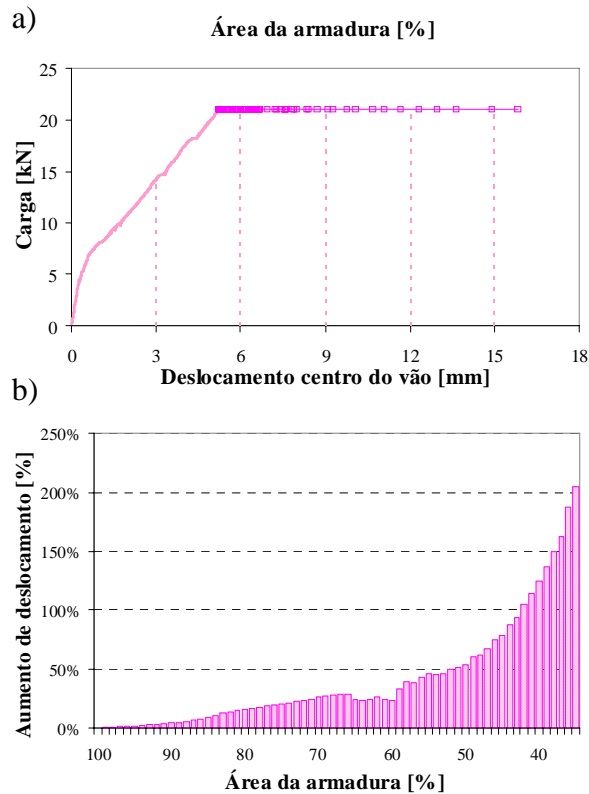 a)
Área da armadura [%]
25
20
15
10
5
0
Carga [kN]
0 3 6 9 12 15 18
Deslocamento centro do vão [mm]
b)
250%
200%
150%
100%
50%
0%
Aumento de deslocamento [%]
100 90 80 70 60 50 40
Área da armadura [%]